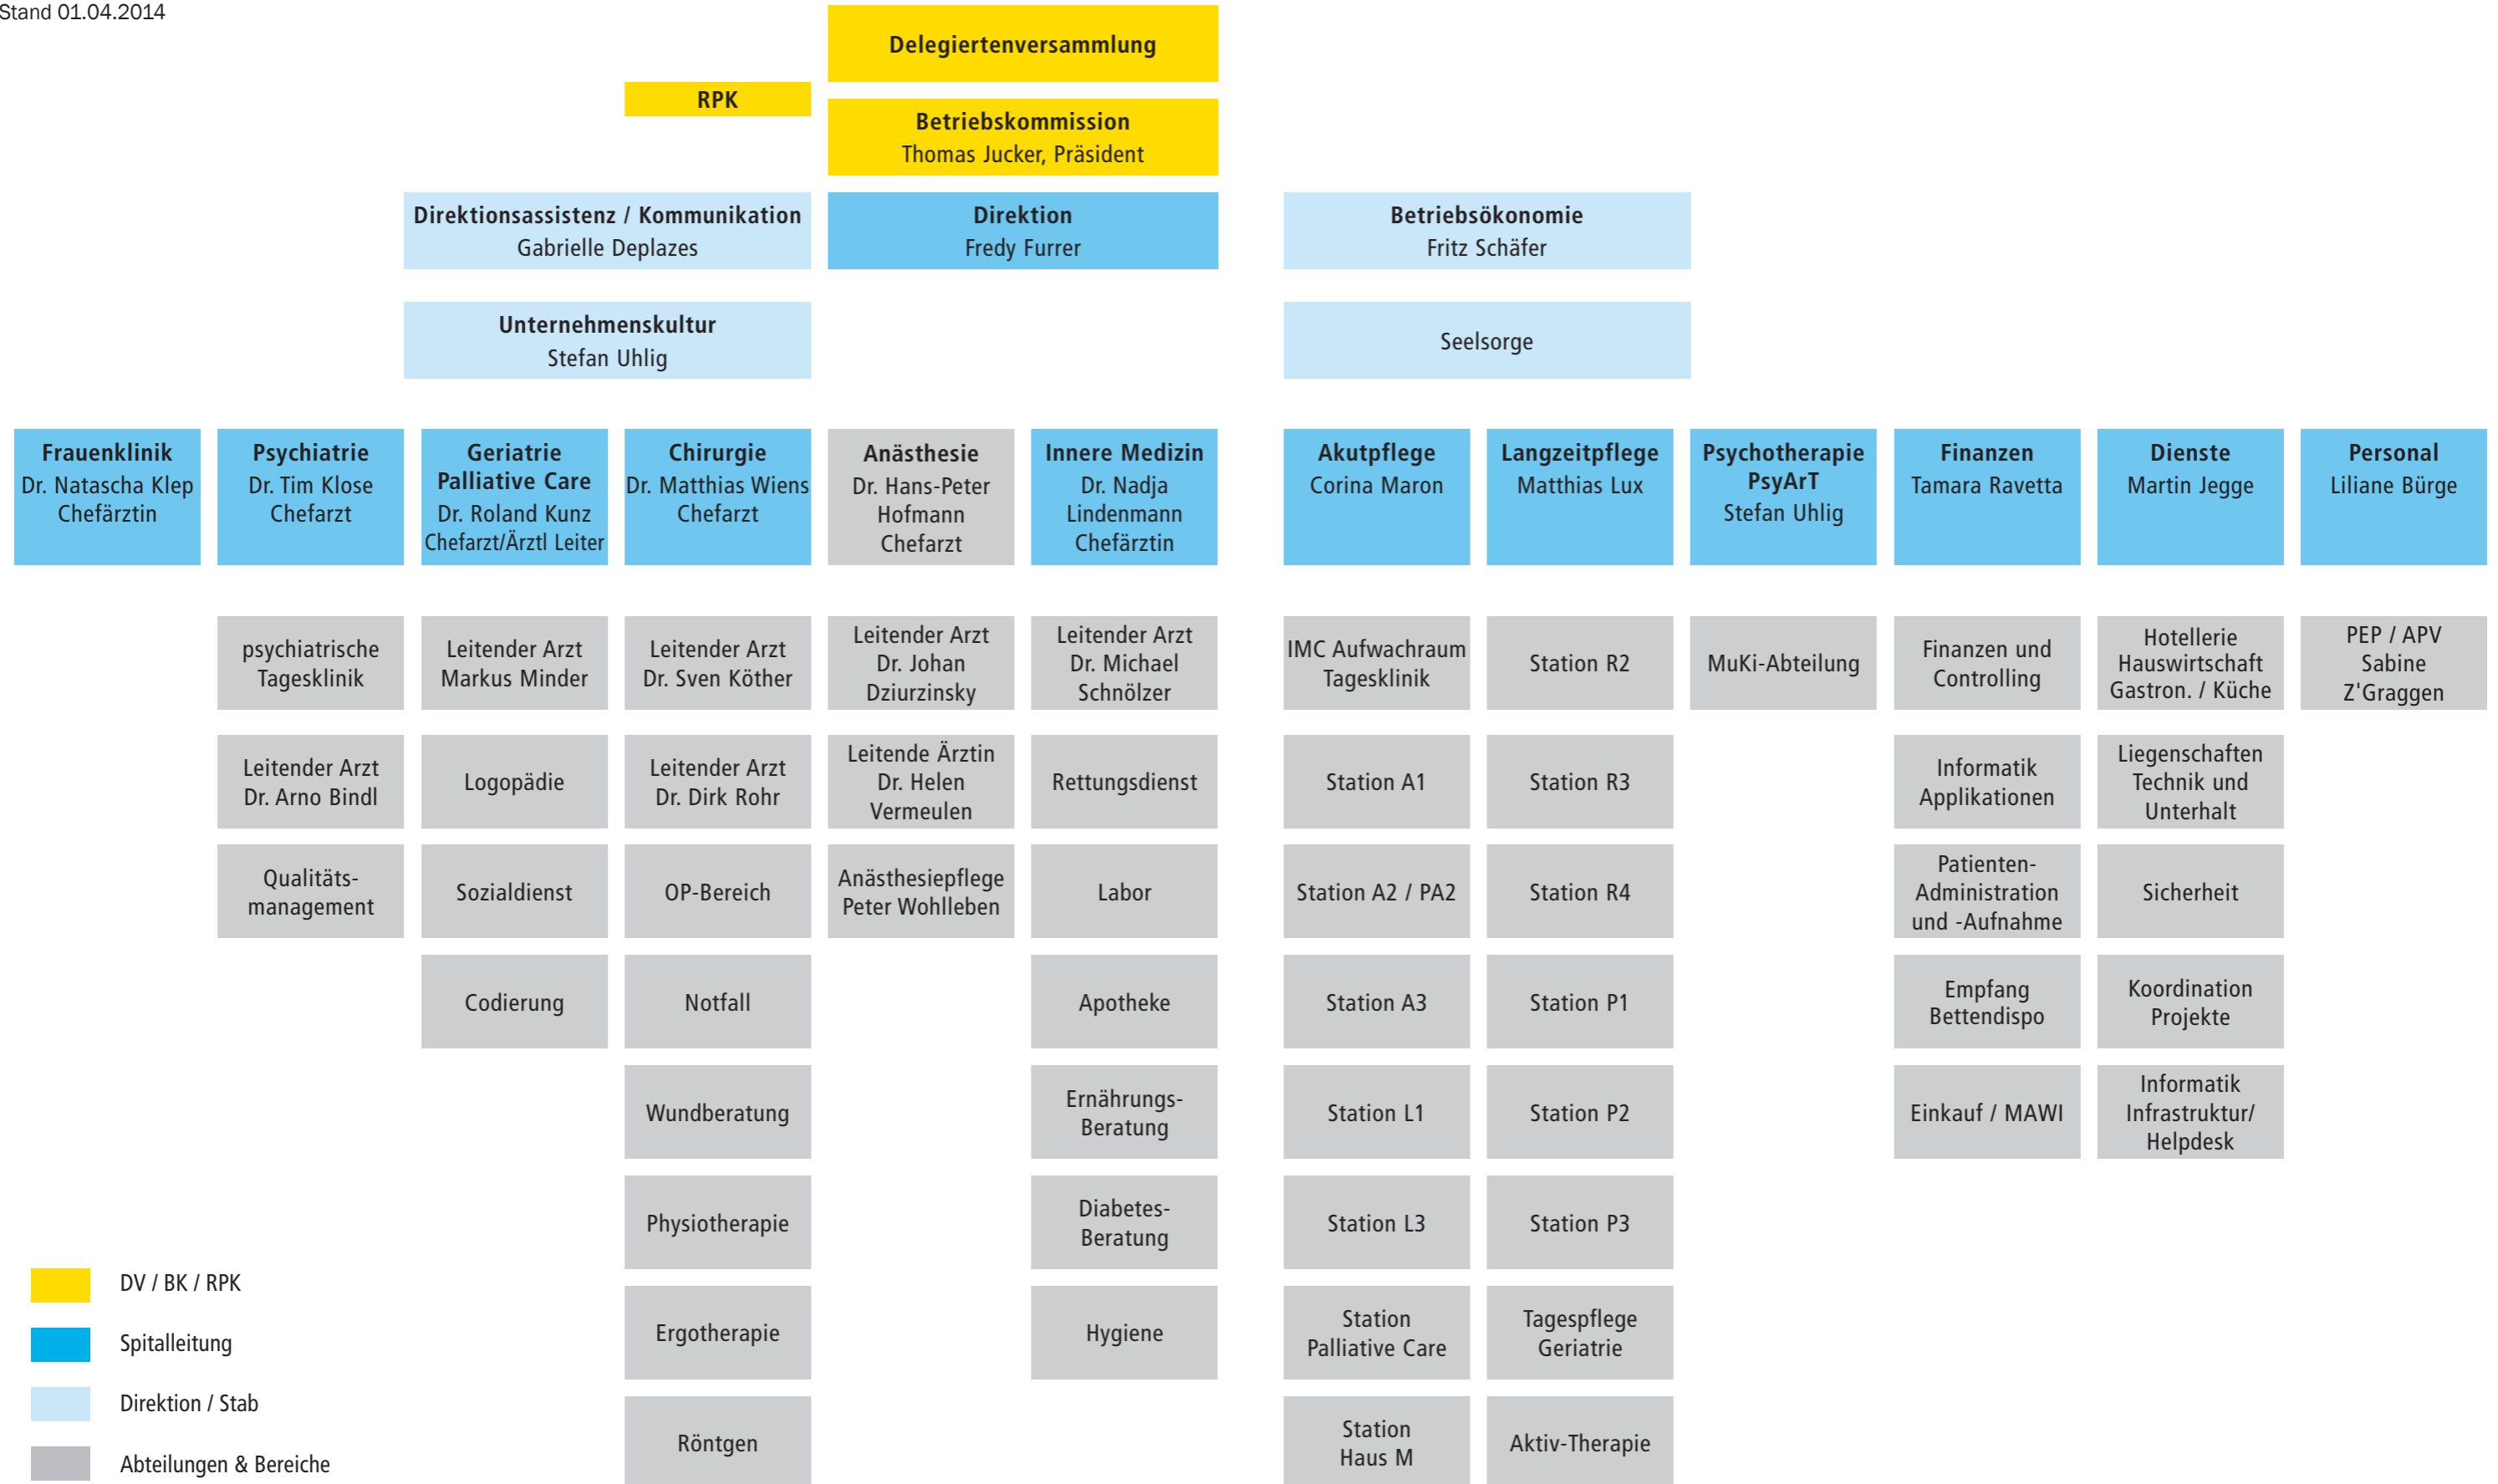 Stand 01.04.2014
Delegiertenversammlung
RPK
Betriebskommission
Thomas Jucker, Präsident
Direktionsassistenz / Kommunikation
Gabrielle Deplazes
Direktion
Fredy Furrer
Betriebsökonomie
Fritz Schäfer
Unternehmenskultur
Stefan Uhlig
Seelsorge
Frauenklinik
Dr. Natascha Klep
Chefärztin
Psychiatrie
Dr. Tim Klose
Chefarzt
Geriatrie
Palliative Care
Dr. Roland Kunz
Chefarzt/Ärztl Leiter
Chirurgie
Dr. Matthias Wiens
Chefarzt
Anästhesie
Dr. Hans-Peter
Hofmann
Chefarzt
Innere Medizin
Dr. Nadja
Lindenmann
Chefärztin
Akutpflege
Corina Maron
Langzeitpflege
Matthias Lux
Psychotherapie
PsyArT
Stefan Uhlig
Finanzen
Tamara Ravetta
Dienste
Martin Jegge
Personal
Liliane Bürge
psychiatrische
Tagesklinik
Leitender Arzt
Markus Minder
Leitender Arzt
Dr. Sven Köther
Leitender Arzt
Dr. Johan
Dziurzinsky
Leitender Arzt
Dr. Michael
Schnölzer
IMC Aufwachraum
Tagesklinik
Station R2
MuKi-Abteilung
Finanzen und
Controlling
Hotellerie
Hauswirtschaft
Gastron. / Küche
PEP / APV
Sabine
Z'Graggen
Leitender Arzt
Dr. Arno Bindl
Logopädie
Leitender Arzt
Dr. Dirk Rohr
Leitende Ärztin
Dr. Helen
Vermeulen
Rettungsdienst
Station A1
Station R3
Informatik
Applikationen
Liegenschaften
Technik und
Unterhalt
Qualitäts-
management
Sozialdienst
OP-Bereich
Anästhesiepflege
Peter Wohlleben
Labor
Station A2 / PA2
Station R4
Patienten-
Administration
und -Aufnahme
Sicherheit
Codierung
Notfall
Apotheke
Station A3
Station P1
Empfang
Bettendispo
Koordination
Projekte
Wundberatung
Ernährungs-
Beratung
Station L1
Station P2
Einkauf / MAWI
Informatik
Infrastruktur/
Helpdesk
Physiotherapie
Diabetes-
Beratung
Station L3
Station P3
Ergotherapie
Hygiene
Station
Palliative Care
Tagespflege
Geriatrie
Röntgen
Station
Haus M
Aktiv-Therapie
DV / BK / RPK
Spitalleitung
Direktion / Stab
Abteilungen & Bereiche